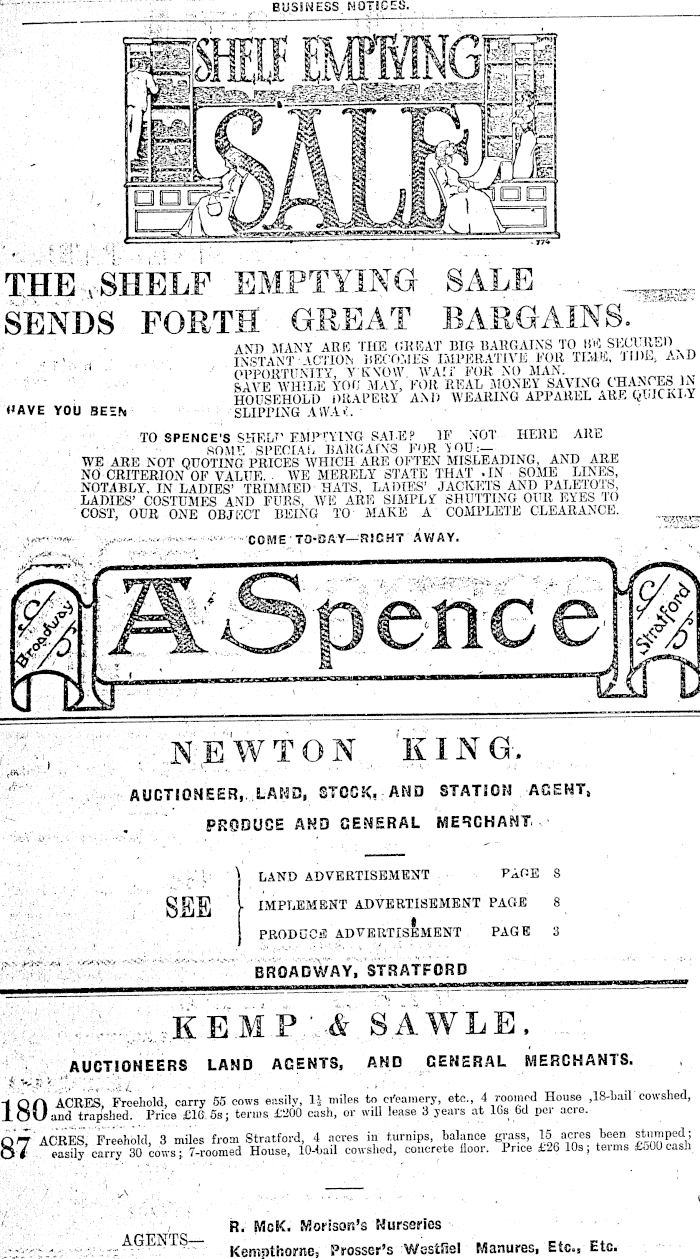 BUSINESS NOTICES.
SHELF EMPTYING
SALE
774
THE SHELF EMPTYING SALE
SENDS FORTH GREAT BARGAINS.
AND MANY ARE THE GREAT BIG BARGAINS TO BE SECURED
INSTANT ACTION BECOMES IMPERATIVE FOR TIME, TIDE, AND
OPPORTUNITY, Y'KNOW, WAIT FOR NO MAN.
SAVE WHILE YOU MAY, FOR REAL MONEY SAVING CHANCES IN
HOUSEHOLD DRAPERY AND WEARING APPAREL ARE QUICKLY
SLIPPING AWAY.
HAVE YOU BEEN
TO SPENCE'S SHELF EMPTYING SALE? IF NOT HERE ARE
SOME SPECIAL BARGAINS FOR YOU:—
WE ARE NOT QUOTING PRICES WHICH ARE OFTEN MISLEADING, AND ARE
NO CRITERION OF VALUE. WE MERELY STATE THAT IN SOME LINES,
NOTABLY, IN LADIES' TRIMMED HATS, LADIES' JACKETS AND PALETOTS,
LADIES' COSTUMES AND FURS, WE ARE SIMPLY SHUTTING OUR EYES TO
COST, OUR ONE OBJECT BEING TO MAKE A COMPLETE CLEARANCE.
COME TO-DAY—RIGHT AWAY.
Broadway
A Spence
Stratford
NEWTON KING.
AUCTIONEER, LAND, STOCK, AND STATION AGENT,
PRODUCE AND GENERAL MERCHANT.
SEE
LAND ADVERTISEMENT PAGE 8
IMPLEMENT ADVERTISEMENT PAGE 8
PRODUCE ADVERTISEMENT PAGE 3
BROADWAY, STRATFORD
KEMP & SAWLE,
AUCTIONEERS LAND AGENTS, AND GENERAL MERCHANTS.
180 ACRES, Freehold, carry 55 cows easily, 1½ miles to creamery, etc., 4 roomed House ,18-bail cowshed,
and trapshed. Price £16 5s; terms £200 cash, or will lease 3 years at 16s 6d per acre.
87 ACRES, Freehold, 3 miles from Stratford, 4 acres in turnips, balance grass, 15 acres been stumped;
easily carry 30 cows; 7-roomed House, 10-bail cowshed, concrete floor. Price £26 10s; terms £500 cash
AGENTS—
R. McK. Morison's Nurseries
Kempthorne, Prosser's Westfiel Manures, Etc., Etc.